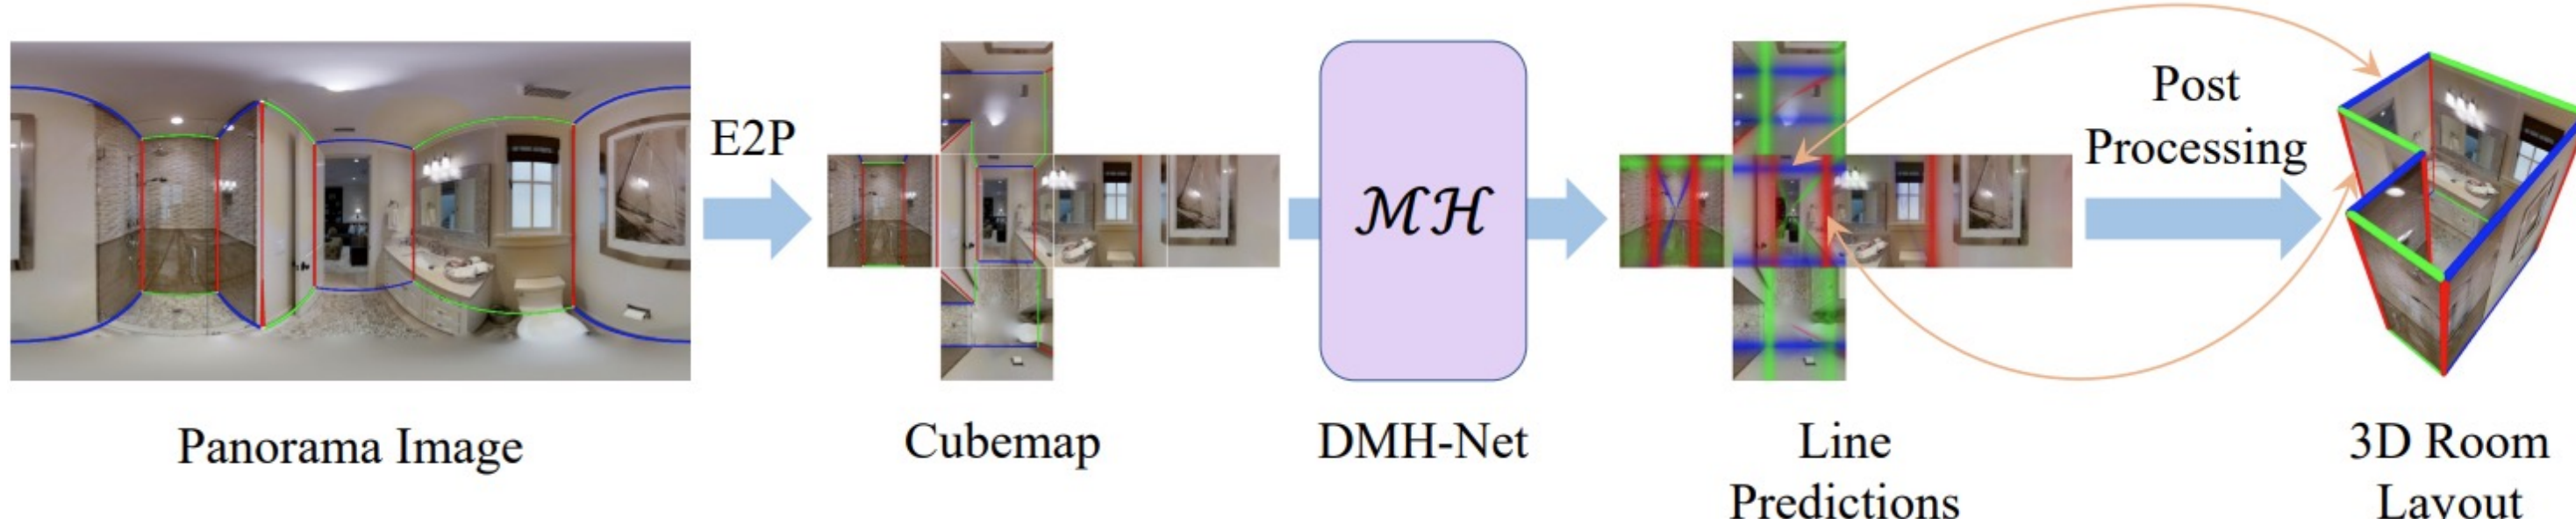 E2P
Post
Processing
ℳℋ
Panorama Image
Cubemap
DMH-Net
Line
Predictions
3D Room
Layout